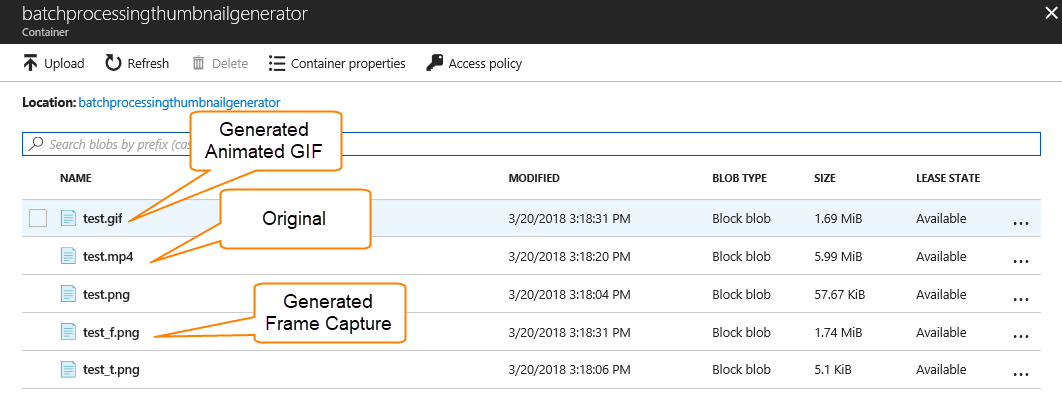 batchprocessingthumbnailgenerator
Container
Upload Refresh Delete Container properties Access policy
Location: batchprocessingthumbnailgenerator
Generated
Animated GIF
Search blobs by prefix (cas
NAME MODIFIED BLOB TYPE SIZE LEASE STATE
test.gif 3/20/2018 3:18:31 PM Block blob 1.69 MiB Available ...
Original
test.mp4 3/20/2018 3:18:20 PM Block blob 5.99 MiB Available ...
test.png 3/20/2018 3:18:04 PM Block blob 57.67 KiB Available ...
Generated
Frame Capture
test_f.png 3/20/2018 3:18:31 PM Block blob 1.74 MiB Available ...
test_t.png 3/20/2018 3:18:06 PM Block blob 5.1 KiB Available ...